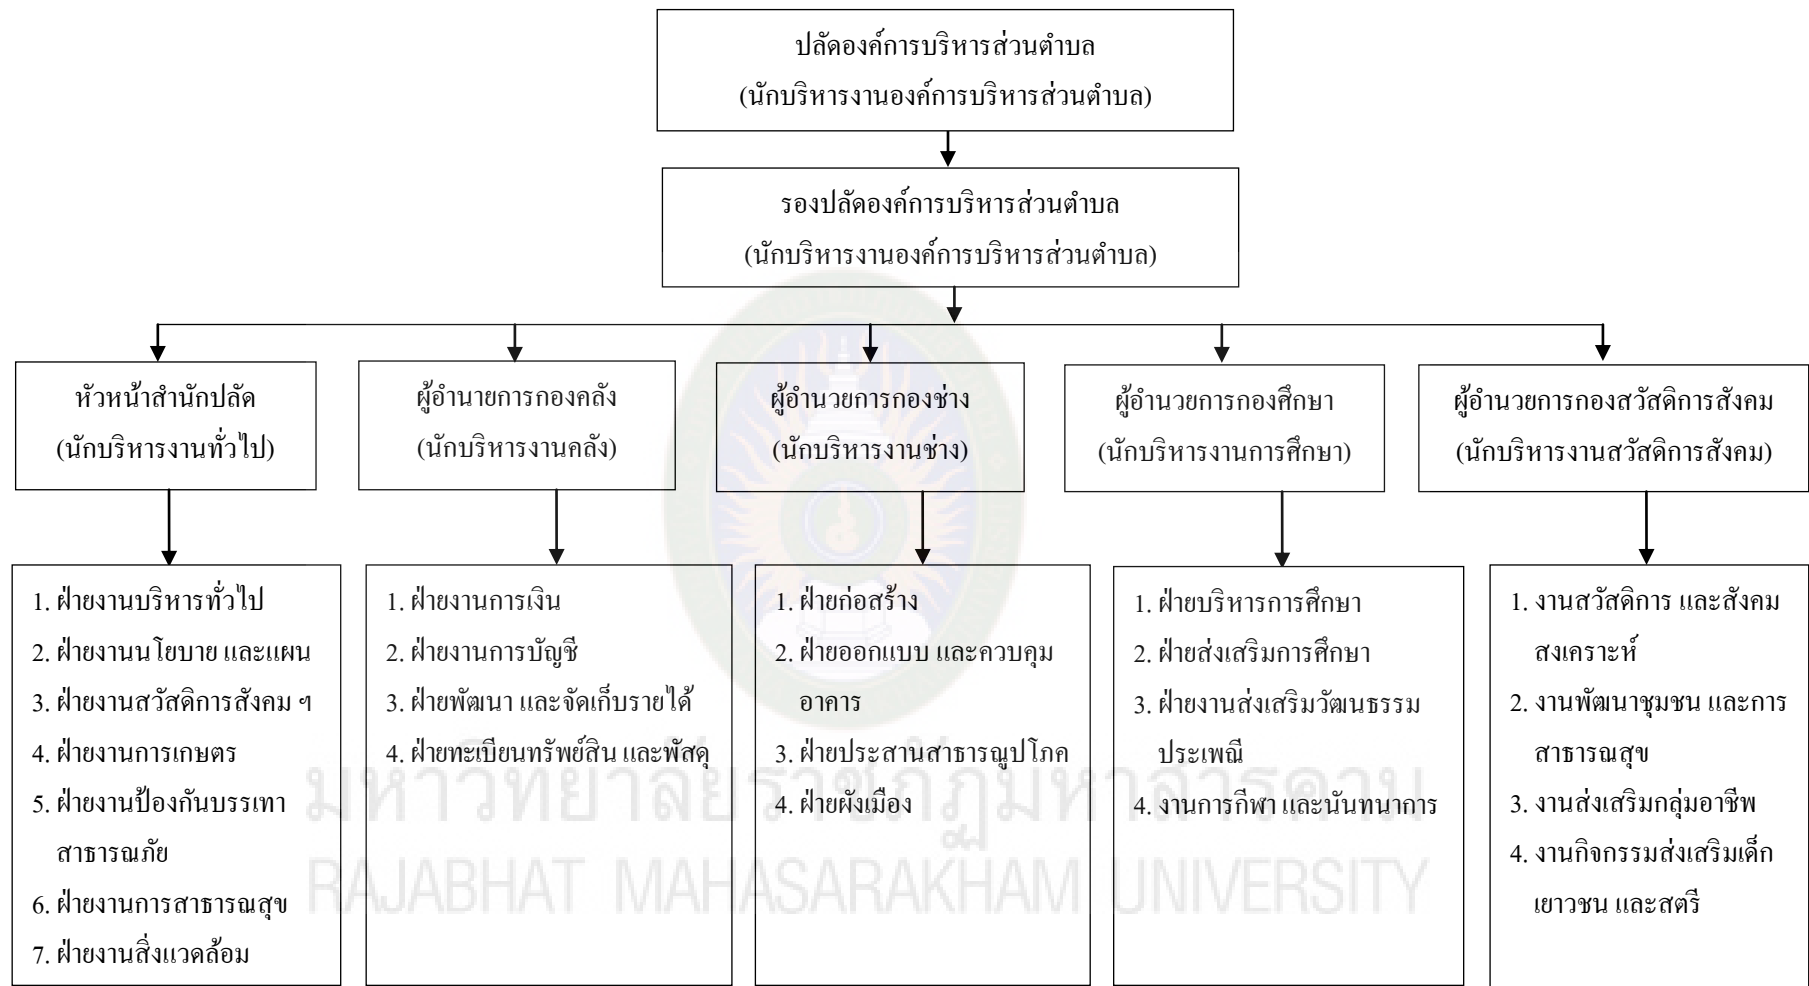 ปลัดองค์การบริหารส่วนตำบล
(นักบริหารงานองค์การบริหารส่วนตำบล)
รองปลัดองค์การบริหารส่วนตำบล
(นักบริหารงานองค์การบริหารส่วนตำบล)
หัวหน้าสำนักปลัด
(นักบริหารงานทั่วไป)
ผู้อำนายการกองคลัง
(นักบริหารงานคลัง)
ผู้อำนวยการกองช่าง
(นักบริหารงานช่าง)
ผู้อำนวยการกองศึกษา
(นักบริหารงานการศึกษา)
ผู้อำนวยการกองสวัสดิการสังคม
(นักบริหารงานสวัสดิการสังคม)
1. ฝ่ายงานบริหารทั่วไป
2. ฝ่ายงานนโยบาย และแผน
3. ฝ่ายงานสวัสดิการสังคม ฯ
4. ฝ่ายงานการเกษตร
5. ฝ่ายงานป้องกันบรรเทา
สาธารณภัย
6. ฝ่ายงานการสาธารณสุข
7. ฝ่ายงานสิ่งแวดล้อม
1. ฝ่ายงานการเงิน
2. ฝ่ายงานการบัญชี
3. ฝ่ายพัฒนา และจัดเก็บรายได้
4. ฝ่ายทะเบียนทรัพย์สิน และพัสดุ
1. ฝ่ายก่อสร้าง
2. ฝ่ายออกแบบ และควบคุม
อาคาร
3. ฝ่ายประสานสาธารณูปโภค
4. ฝ่ายผังเมือง
1. ฝ่ายบริหารการศึกษา
2. ฝ่ายส่งเสริมการศึกษา
3. ฝ่ายงานส่งเสริมวัฒนธรรม
ประเพณี
4. งานการกีฬา และนันทนาการ
1. งานสวัสดิการ และสังคม
สงเคราะห์
2. งานพัฒนาชุมชน และการ
สาธารณสุข
3. งานส่งเสริมกลุ่มอาชีพ
4. งานกิจกรรมส่งเสริมเด็ก
เยาวชน และสตรี
มหาวิทยาลัยราชภัฏมหาสารคาม
RAJABHAT MAHASARAKHAM UNIVERSITY